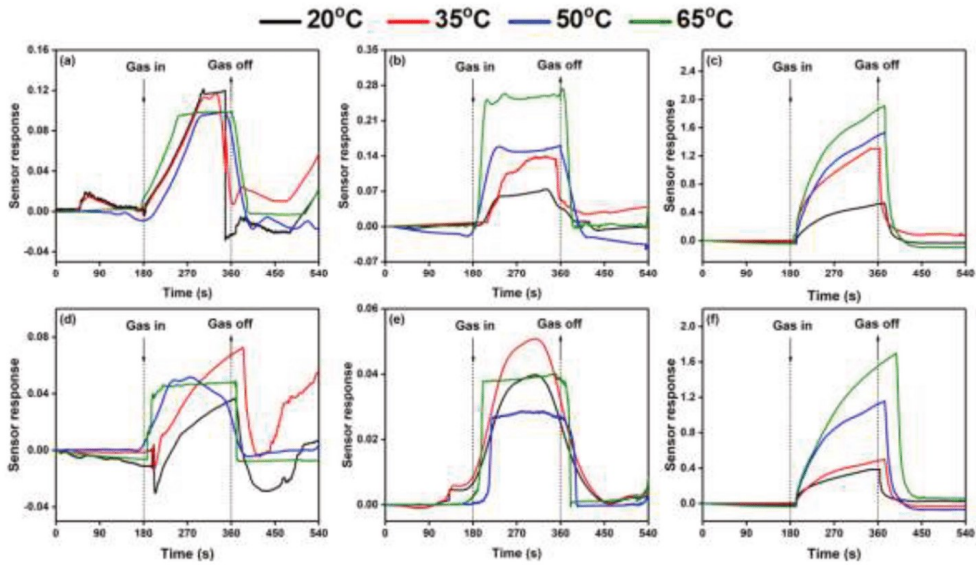 20°C 35°C 50°C 65°C
(a) Gas in Gas off
0.16
0.12
0.08
0.04
0.00
-0.04
Sensor response
0 90 180 270 360 450 540
Time (s)
(b) Gas in Gas off
0.35
0.28
0.21
0.14
0.07
0.00
-0.07
Sensor response
0 90 180 270 360 450 540
Time (s)
(c) Gas in Gas off
2.4
1.8
1.2
0.6
0.0
Sensor response
0 90 180 270 360 450 540
Time (s)
(d) Gas in Gas off
0.08
0.04
0.00
-0.04
Sensor response
0 90 180 270 360 450 540
Time (s)
(e) Gas in Gas off
0.06
0.04
0.02
0.00
Sensor response
0 90 180 270 360 450 540
Time (s)
(f) Gas in Gas off
2.0
1.6
1.2
0.8
0.4
0.0
Sensor response
0 90 180 270 360 450 540
Time (s)